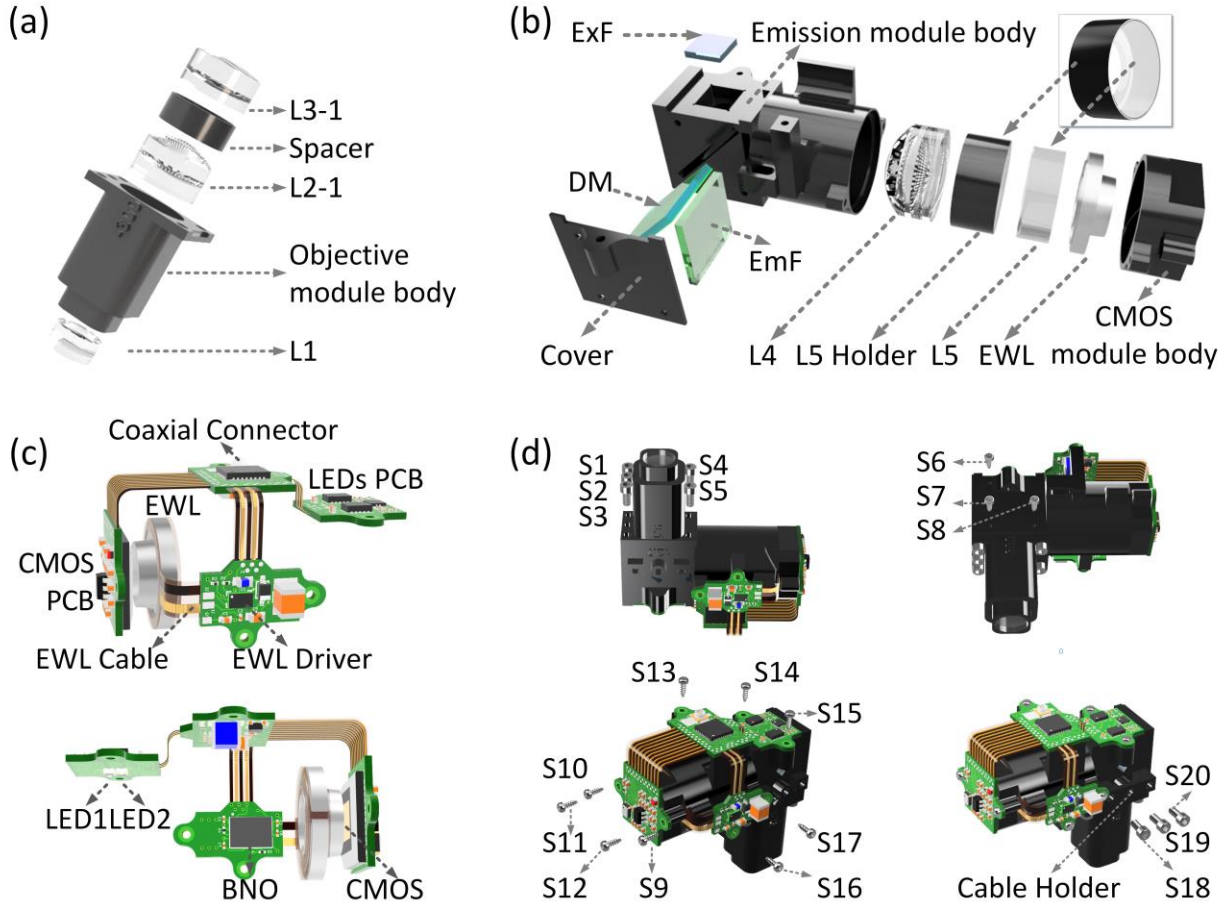 (a)
L3-1
Spacer
L2-1
Objective
module body
L1
(b)
ExF
Emission module body
DM
EmF
Cover
L4
L5 Holder
L5
EWL
CMOS
module body
(c)
Coaxial Connector
LEDs PCB
EWL
CMOS
PCB
EWL Cable
EWL Driver
LED1LED2
BNO
CMOS
(d)
S1
S2
S3
S4
S5
S6
S7
S8
S13
S14
S15
S10
S11
S12
S9
S17
S16
S20
S19
S18
Cable Holder